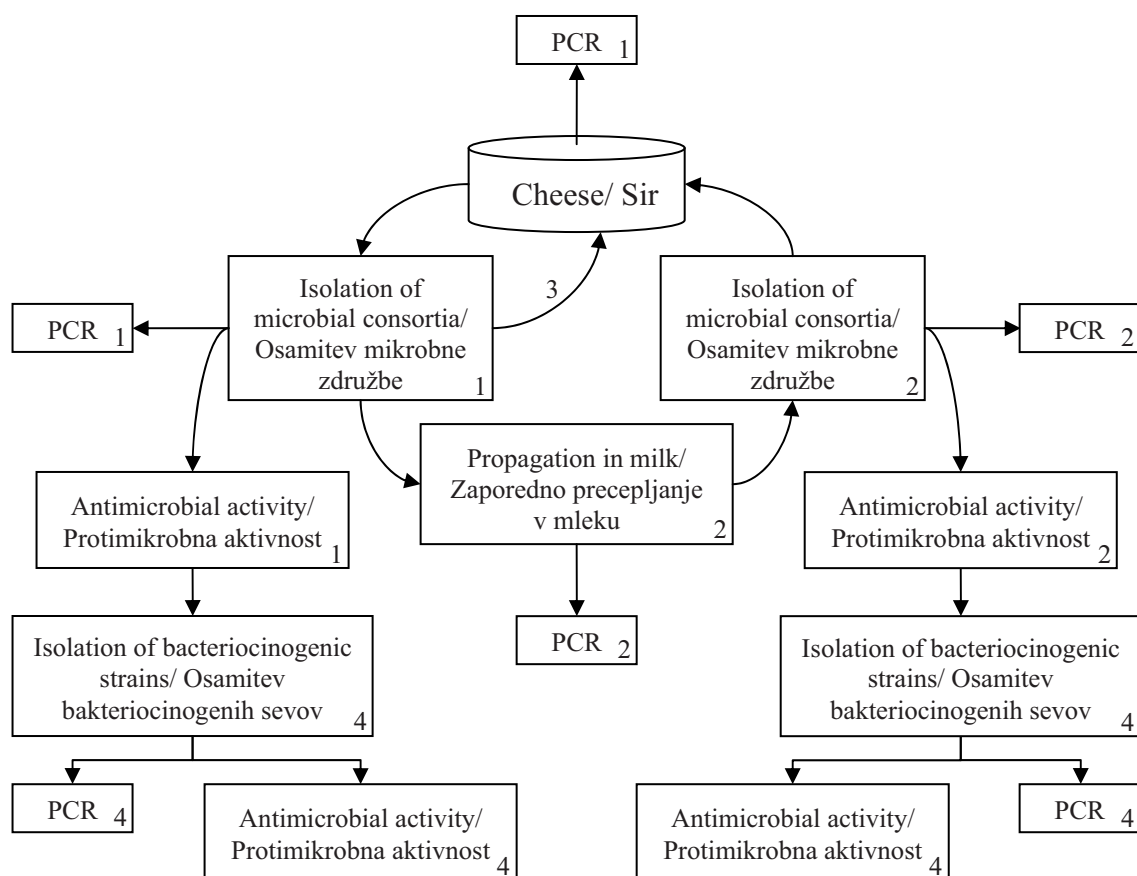 PCR 1
Cheese/ Sir
Isolation of
microbial consortia/
Osamitev mikrobne
združbe
1
3
Isolation of
microbial consortia/
Osamitev mikrobne
združbe
2
PCR 1
PCR 2
Propagation in milk/
Zaporedno precepljanje
v mleku
2
Antimicrobial activity/
Protimikrobna aktivnost
1
Antimicrobial activity/
Protimikrobna aktivnost
2
PCR 2
Isolation of bacteriocinogenic
strains/ Osamitev
bakteriocinogenih sevov
4
Isolation of bacteriocinogenic
strains/ Osamitev
bakteriocinogenih sevov
4
PCR 4
Antimicrobial activity/
Protimikrobna aktivnost
4
Antimicrobial activity/
Protimikrobna aktivnost
4
PCR 4